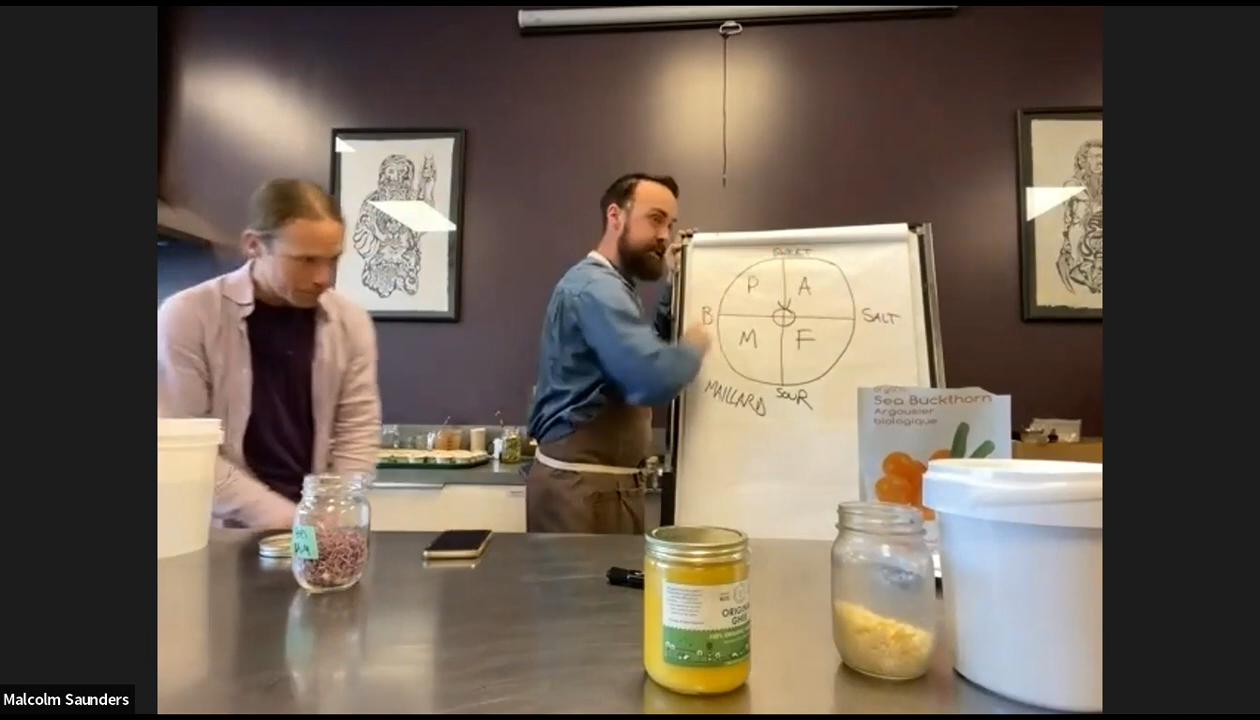 SWEET
P A
B SALT
M F
MAILLARD SOUR
Sea Buckthorn
Argousier
biologique
ORIGINAL
GHEE
Malcolm Saunders